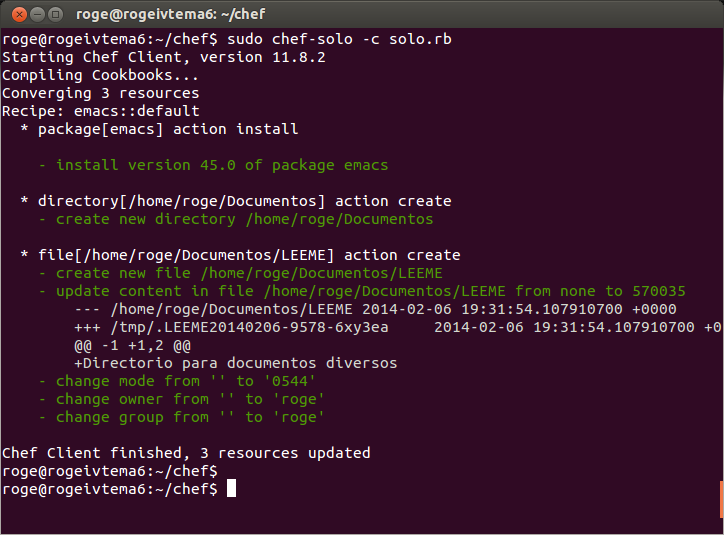 roge@rogeivtema6: ~/chef
roge@rogeivtema6:~/chef$ sudo chef-solo -c solo.rb
Starting Chef Client, version 11.8.2
Compiling Cookbooks...
Converging 3 resources
Recipe: emacs::default
  * package[emacs] action install
    - install version 45.0 of package emacs
  * directory[/home/roge/Documentos] action create
    - create new directory /home/roge/Documentos
  * file[/home/roge/Documentos/LEEME] action create
    - create new file /home/roge/Documentos/LEEME
    - update content in file /home/roge/Documentos/LEEME from none to 570035
        --- /home/roge/Documentos/LEEME 2014-02-06 19:31:54.107910700 +0000
        +++ /tmp/.LEEME20140206-9578-6xy3ea     2014-02-06 19:31:54.107910700 +0
        @@ -1 +1,2 @@
        +Directorio para documentos diversos
    - change mode from '' to '0544'
    - change owner from '' to 'roge'
    - change group from '' to 'roge'
Chef Client finished, 3 resources updated
roge@rogeivtema6:~/chef$
roge@rogeivtema6:~/chef$